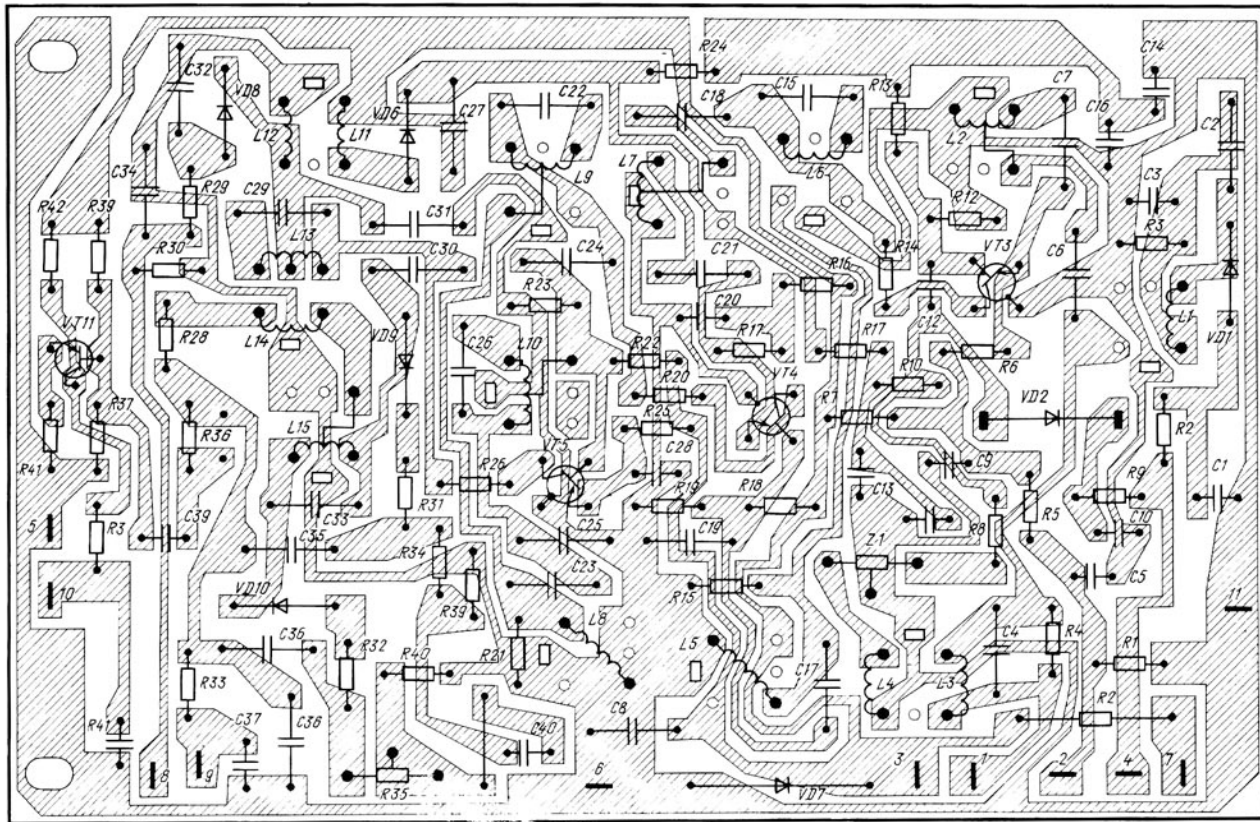 R24
C14
C32
VD8
VD6
C27
C22
C18
C15
R13
C7
C16
C2
L12
L11
L2
L7
L6
L9
C34
R29
C29
C31
R12
C3
R3
R42
R39
L13
C30
C24
C21
R14
VT3
C6
R30
R16
R23
C20
C12
L1
VD1
R28
VT11
L14
VD9
C26
L10
R22
R17
R17
R10
R6
R20
VT4
R37
R36
R25
R7
VD2
R2
R41
L15
R26
VT5
C28
C9
C1
R31
R19
R18
C13
R5
R9
5
R3
C39
C33
C25
C19
R8
C10
C35
R34
Z1
C5
10
VD10
C23
R39
R15
11
L8
C36
R32
R40
R21
L5
C17
L4
L3
C4
R4
R1
R33
C36
C8
R2
R41
C37
C40
8
9
R35
6
VD7
3
1
2
4
7